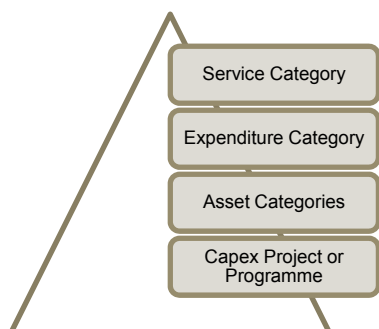 Service Category
Expenditure Category
Asset Categories
Capex Project or
Programme